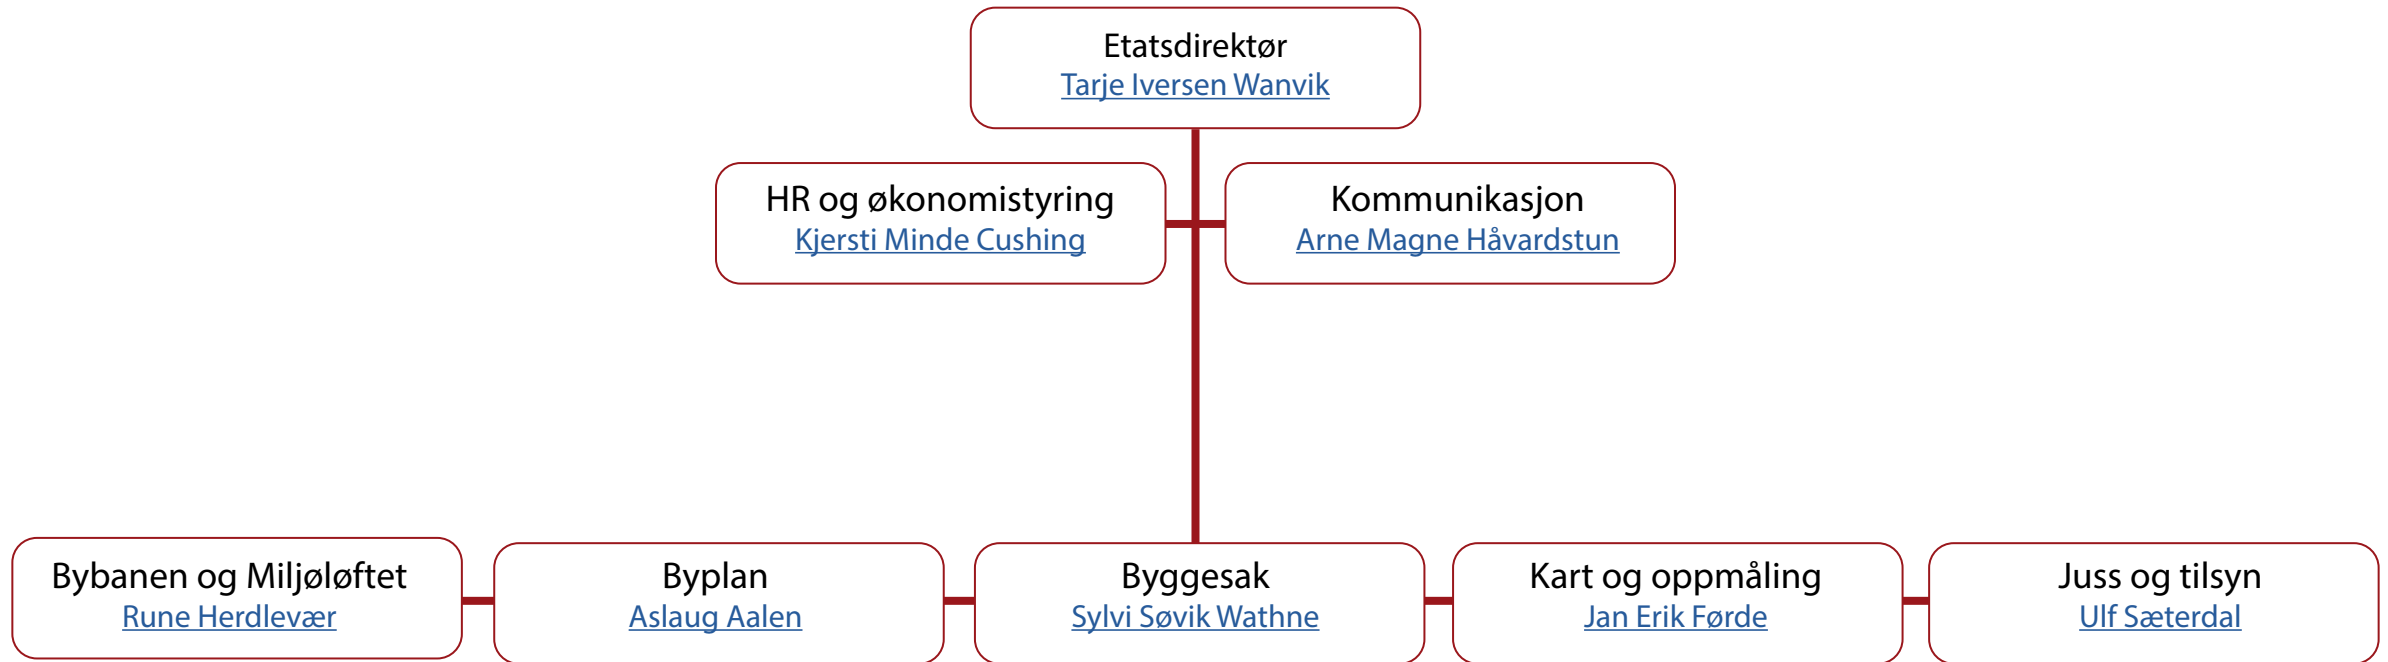 Etatsdirektør
Tarje Iversen Wanvik
HR og økonomistyring
Kjersti Minde Cushing
Kommunikasjon
Arne Magne Håvardstun
Bybanen og Miljøløftet
Rune Herdlevær
Byplan
Aslaug Aalen
Byggesak
Sylvi Søvik Wathne
Kart og oppmåling
Jan Erik Førde
Juss og tilsyn
Ulf Sæterdal